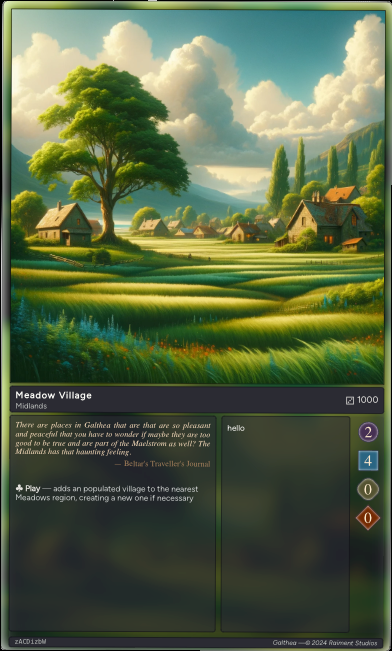 Meadow Village
Midlands
1000
There are places in Galthea that are that are so pleasant
and peaceful that you have to wonder if maybe they are too
good to be true and are part of the Maelstrom as well? The
Midlands has that haunting feeling.
— Beltar's Traveller's Journal
♣ Play — adds an populated village to the nearest
Meadows region, creating a new one if necessary
hello
2
4
0
0
zACDizbW
Galthea —© 2024 Raiment Studios